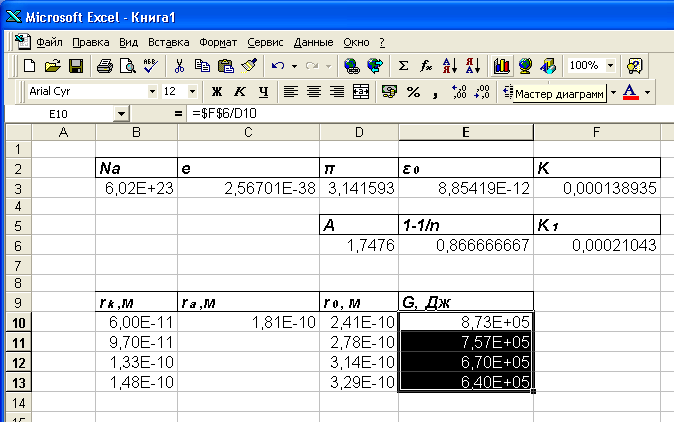 Microsoft Excel - Книга1
Файл Правка Вид Вставка Формат Сервис Данные Окно ?
100%
Arial Cyr 12 Ж К Ч % , Мастер диаграмм A
E10 = =$F$6/D10
A B C D E F
1
2 Na e π ε0 K
3 6,02E+23 2,56701E-38 3,141593 8,85419E-12 0,000138935
4
5 A 1-1/n K1
6 1,7476 0,866666667 0,00021043
7
8
9 rk,м ra,м r0, м G, Дж
10 6,00E-11 1,81E-10 2,41E-10 8,73E+05
11 9,70E-11 2,78E-10 7,57E+05
12 1,33E-10 3,14E-10 6,70E+05
13 1,48E-10 3,29E-10 6,40E+05
14